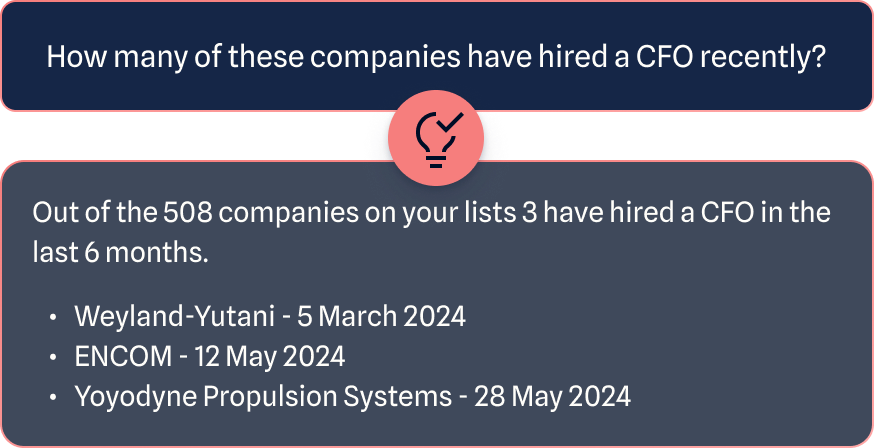 How many of these companies have hired a CFO recently?
Out of the 508 companies on your lists 3 have hired a CFO in the
last 6 months.
• Weyland-Yutani - 5 March 2024
• ENCOM - 12 May 2024
• Yoyodyne Propulsion Systems - 28 May 2024